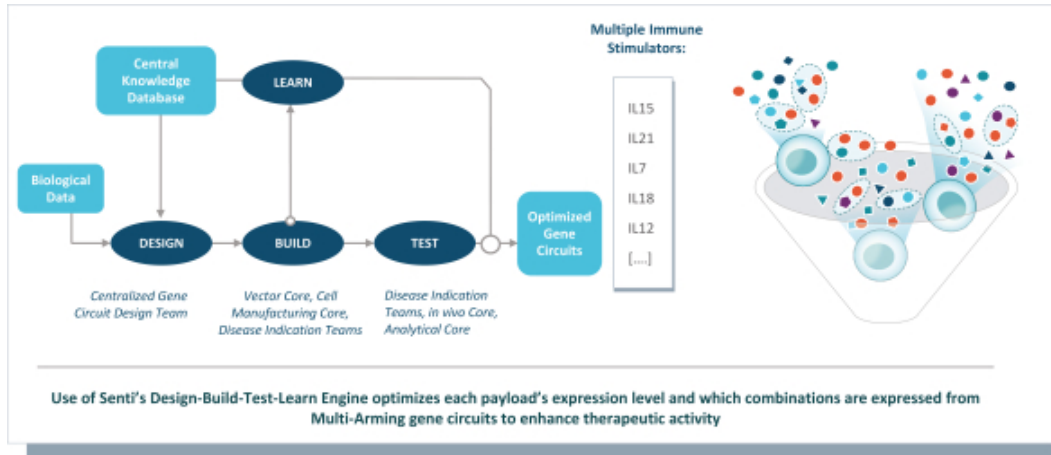 Central
Knowledge
Database
LEARN
Biological
Data
DESIGN
BUILD
TEST
Optimized
Gene
Circuits
Centralized Gene
Circuit Design Team
Vector Core, Cell
Manufacturing Core,
Disease Indication Teams
Disease Indication
Teams, in vivo Core,
Analytical Core
Multiple Immune
Stimulators:
IL15
IL21
IL7
IL18
IL12
[....]
Use of Senti's Design-Build-Test-Learn Engine optimizes each payload's expression level and which combinations are expressed from
Multi-Arming gene circuits to enhance therapeutic activity